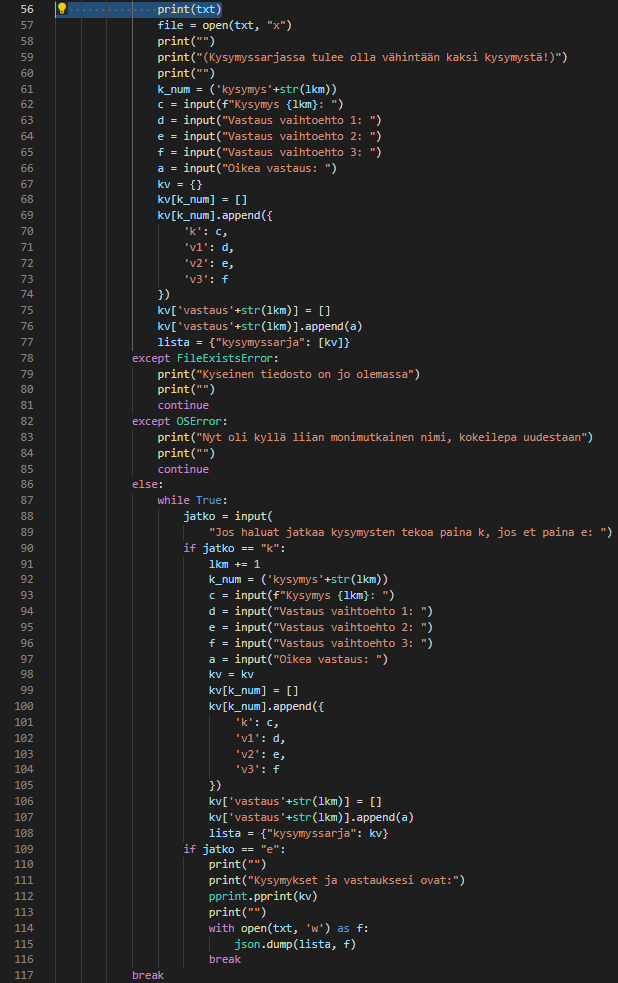 56 print(txt)
57 file = open(txt, "x")
58 print("")
59 print("(Kysymyssarjassa tulee olla vähintään kaksi kysymystä!)")
60 print("")
61 k_num = ('kysymys'+str(lkm))
62 c = input(f"Kysymys {lkm}: ")
63 d = input("Vastaus vaihtoehto 1: ")
64 e = input("Vastaus vaihtoehto 2: ")
65 f = input("Vastaus vaihtoehto 3: ")
66 a = input("Oikea vastaus: ")
67 kv = {}
68 kv[k_num] = []
69 kv[k_num].append({
70 'k': c,
71 'v1': d,
72 'v2': e,
73 'v3': f
74 })
75 kv['vastaus'+str(lkm)] = []
76 kv['vastaus'+str(lkm)].append(a)
77 lista = {"kysymyssarja": [kv]}
78 except FileExistsError:
79 print("Kyseinen tiedosto on jo olemassa")
80 print("")
81 continue
82 except OSError:
83 print("Nyt oli kyllä liian monimutkainen nimi, kokeilepa uudestaan")
84 print("")
85 continue
86 else:
87 while True:
88 jatko = input(
89 "Jos haluat jatkaa kysymysten tekoa paina k, jos et paina e: ")
90 if jatko == "k":
91 lkm += 1
92 k_num = ('kysymys'+str(lkm))
93 c = input(f"Kysymys {lkm}: ")
94 d = input("Vastaus vaihtoehto 1: ")
95 e = input("Vastaus vaihtoehto 2: ")
96 f = input("Vastaus vaihtoehto 3: ")
97 a = input("Oikea vastaus: ")
98 kv = kv
99 kv[k_num] = []
100 kv[k_num].append({
101 'k': c,
102 'v1': d,
103 'v2': e,
104 'v3': f
105 })
106 kv['vastaus'+str(lkm)] = []
107 kv['vastaus'+str(lkm)].append(a)
108 lista = {"kysymyssarja": kv}
109 if jatko == "e":
110 print("")
111 print("Kysymykset ja vastauksesi ovat:")
112 pprint.pprint(kv)
113 print("")
114 with open(txt, 'w') as f:
115 json.dump(lista, f)
116 break
117 break